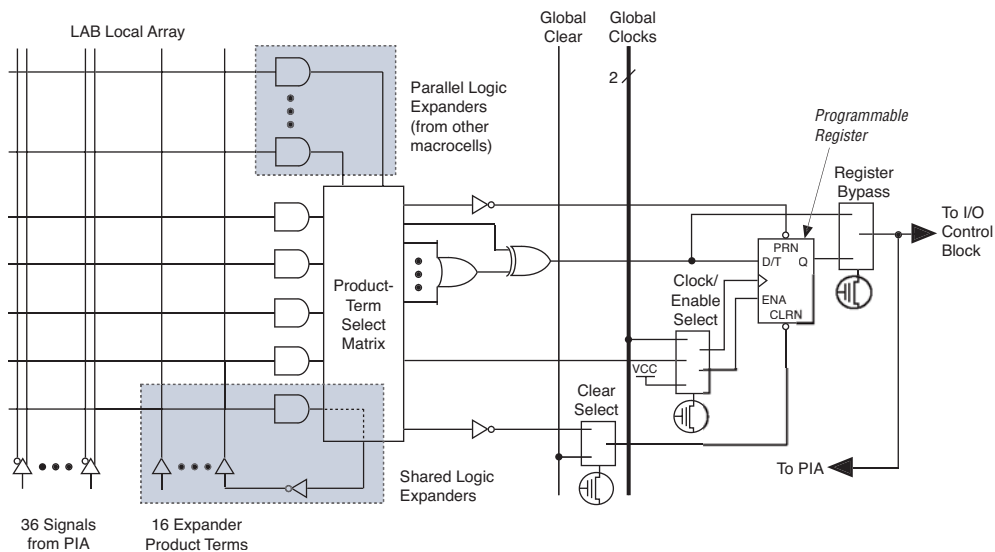 LAB Local Array
Global
Clear
Global
Clocks
2
Parallel Logic
Expanders
(from other
macrocells)
Programmable
Register
Register
Bypass
To I/O
Control
Block
PRN
D/T Q
ENA
CLRN
Clock/
Enable
Select
Product-
Term
Select
Matrix
VCC
Clear
Select
To PIA
Shared Logic
Expanders
36 Signals
from PIA
16 Expander
Product Terms